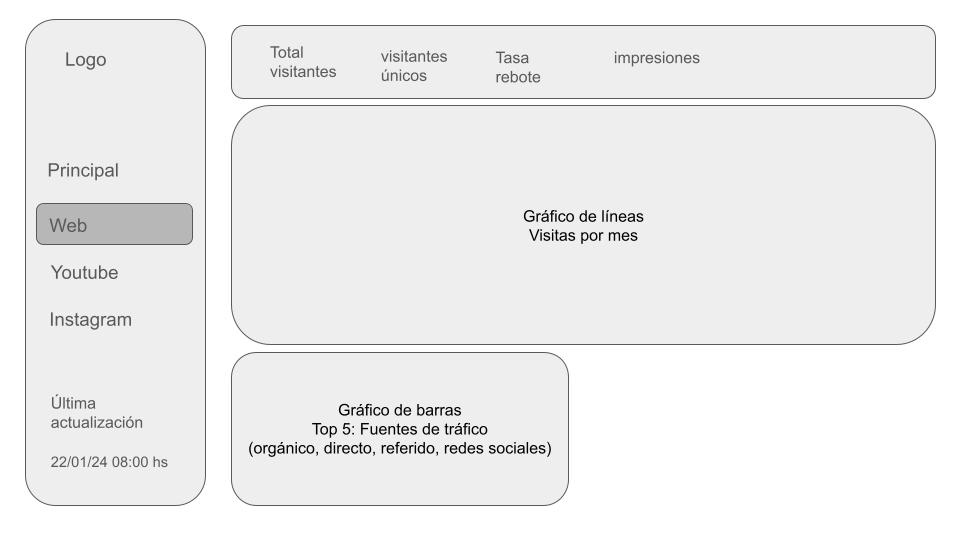 Logo
Principal
Web
Youtube
Instagram
Última
actualización
22/01/24 08:00 hs
Total
visitantes
visitantes
únicos
Tasa
rebote
impresiones
Gráfico de líneas
Visitas por mes
Gráfico de barras
Top 5: Fuentes de tráfico
(orgánico, directo, referido, redes sociales)